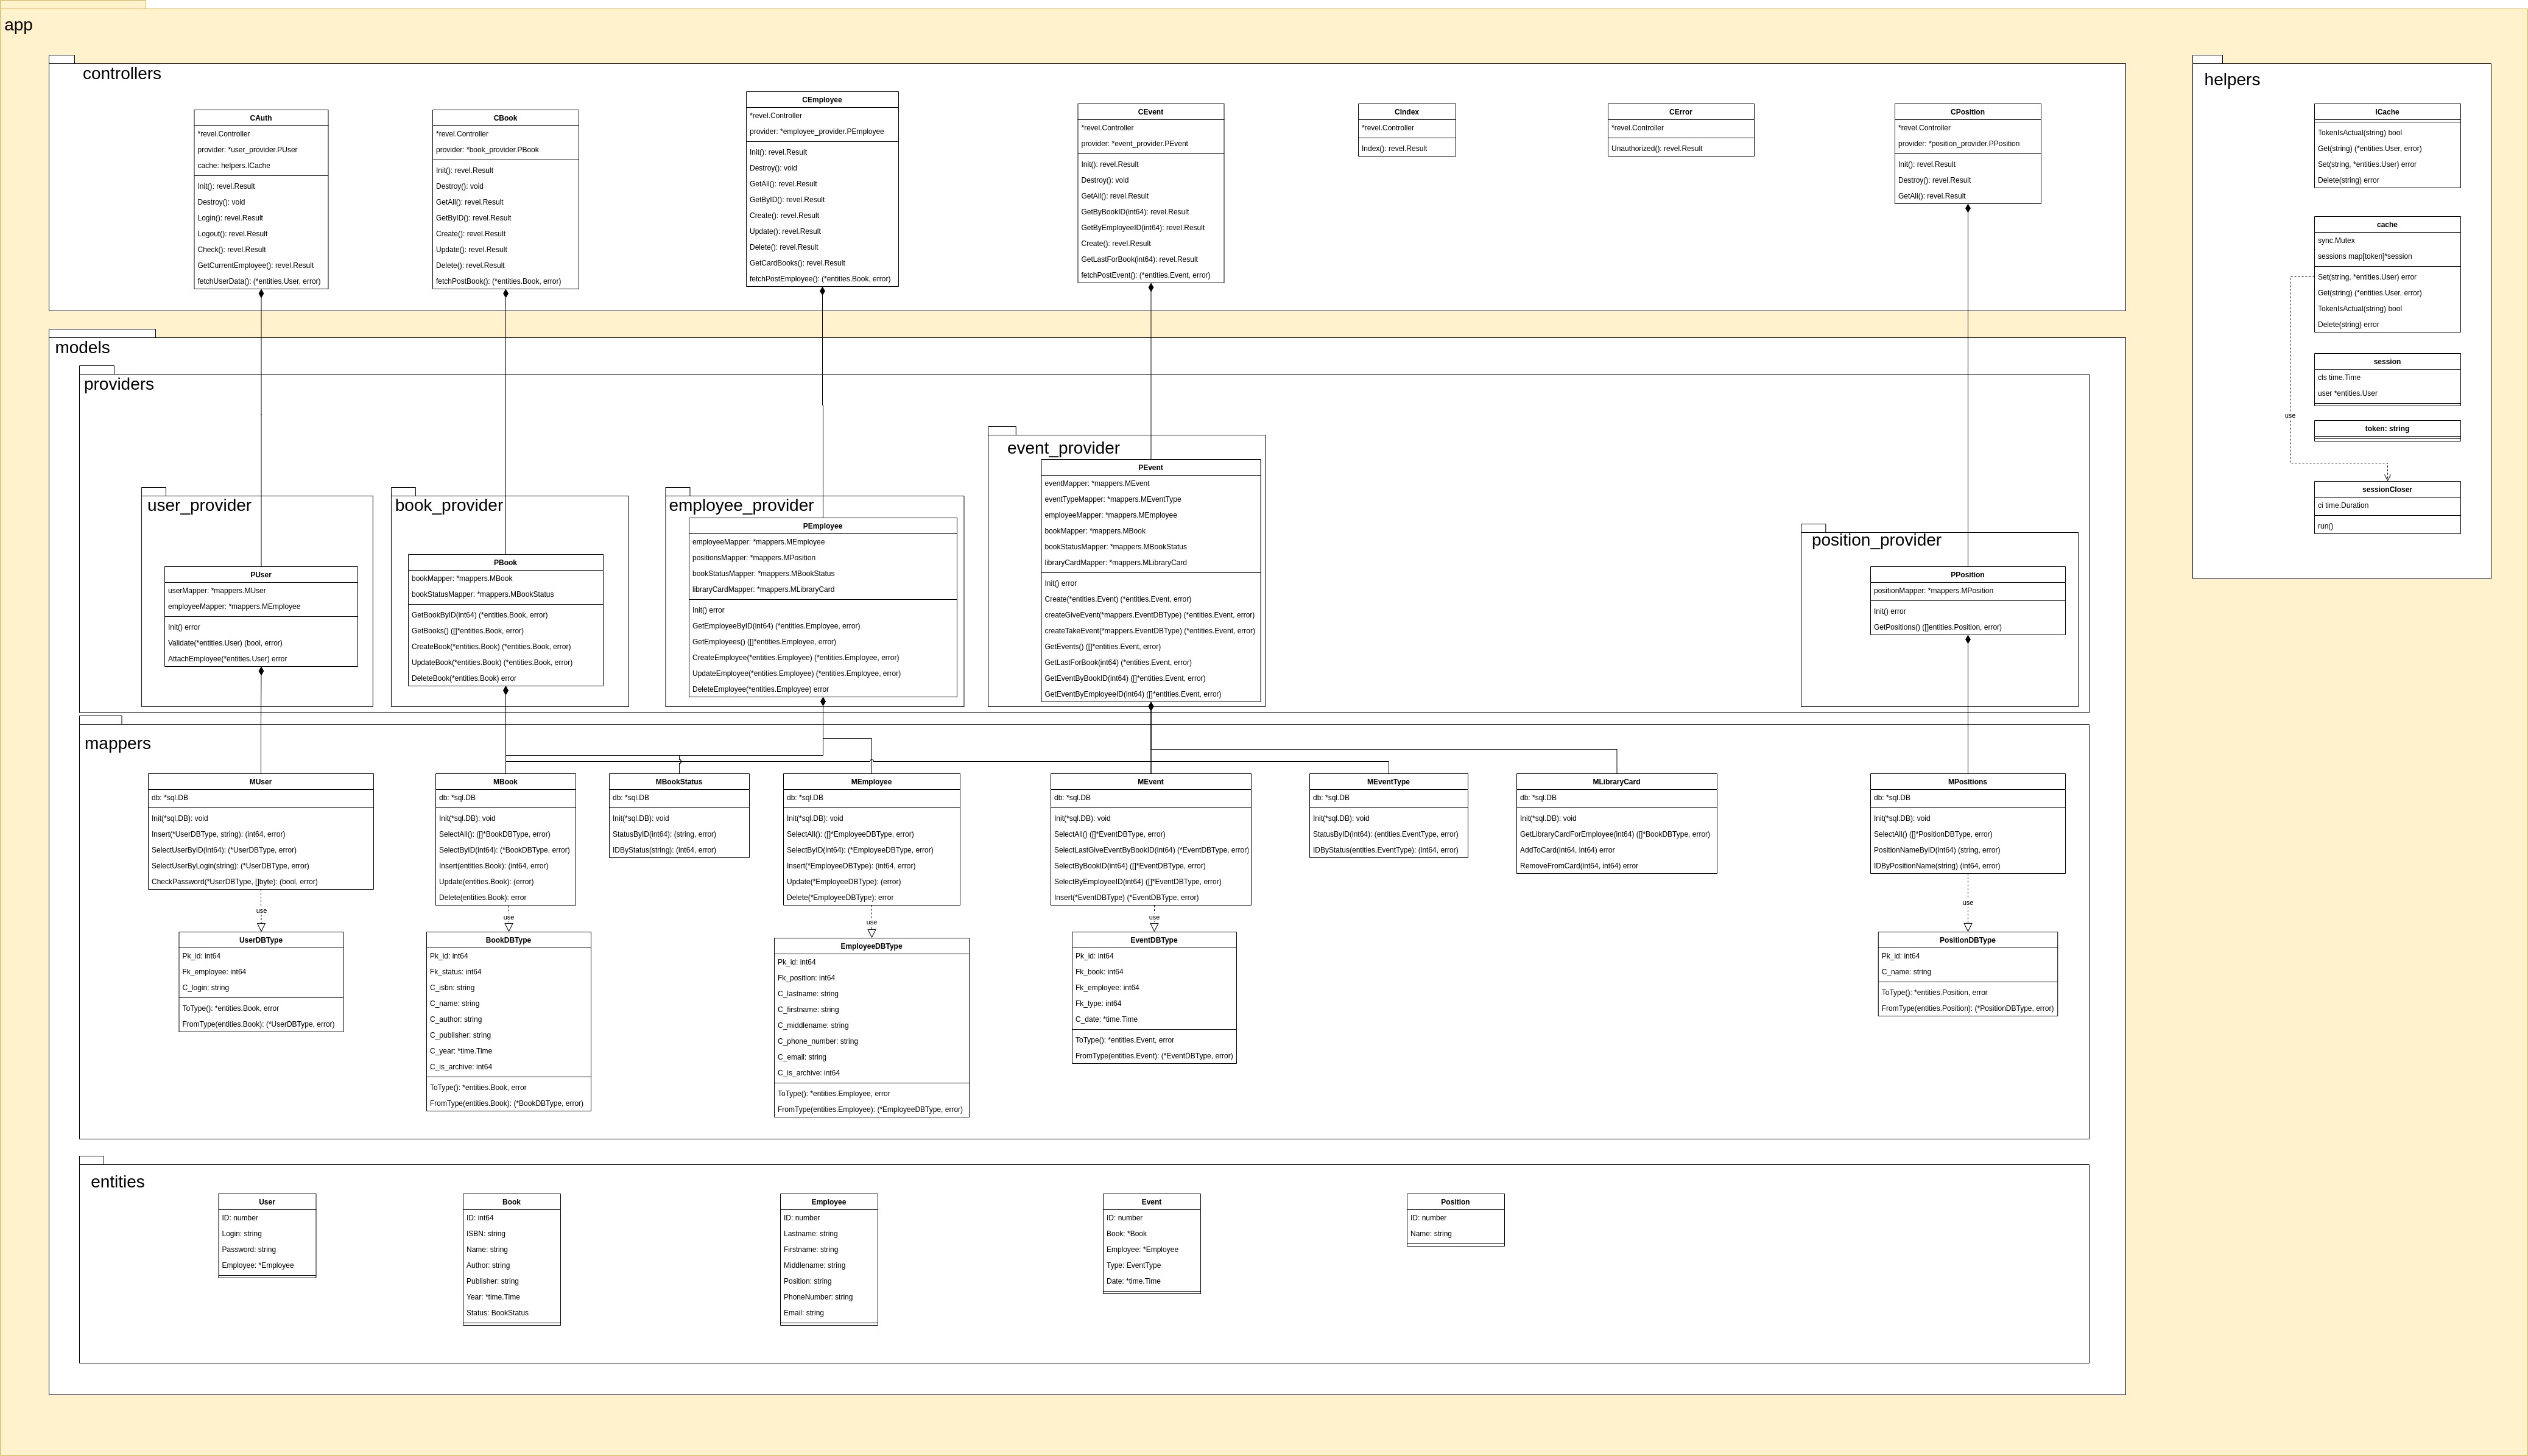 app
controllers
CAuth
*revel.Controller
provider: *user_provider.PUser
cache: helpers.ICache
Init(): revel.Result
Destroy(): void
Login(): revel.Result
Logout(): revel.Result
Check(): revel.Result
GetCurrentEmployee(): revel.Result
fetchUserData(): (*entities.User, error)
CBook
*revel.Controller
provider: *book_provider.PBook
Init(): revel.Result
Destroy(): void
GetAll(): revel.Result
GetByID(): revel.Result
Create(): revel.Result
Update(): revel.Result
Delete(): revel.Result
fetchPostBook(): (*entities.Book, error)
CEmployee
*revel.Controller
provider: *employee_provider.PEmployee
Init(): revel.Result
Destroy(): void
GetAll(): revel.Result
GetByID(): revel.Result
Create(): revel.Result
Update(): revel.Result
Delete(): revel.Result
GetCardBooks(): revel.Result
fetchPostEmployee(): (*entities.Book, error)
CEvent
*revel.Controller
provider: *event_provider.PEvent
Init(): revel.Result
Destroy(): void
GetAll(): revel.Result
GetByBookID(int64): revel.Result
GetByEmployeeID(int64): revel.Result
Create(): revel.Result
GetLastForBook(int64): revel.Result
fetchPostEvent(): (*entities.Event, error)
CIndex
*revel.Controller
Index(): revel.Result
CError
*revel.Controller
Unauthorized(): revel.Result
CPosition
*revel.Controller
provider: *position_provider.PPosition
Init(): revel.Result
Destroy(): revel.Result
GetAll(): revel.Result
helpers
ICache
TokenIsActual(string) bool
Get(string) (*entities.User, error)
Set(string, *entities.User) error
Delete(string) error
cache
sync.Mutex
sessions map[token]*session
Set(string, *entities.User) error
Get(string) (*entities.User, error)
TokenIsActual(string) bool
Delete(string) error
session
cls time.Time
user *entities.User
use
token: string
sessionCloser
ci time.Duration
run()
models
providers
user_provider
PUser
userMapper: *mappers.MUser
employeeMapper: *mappers.MEmployee
Init() error
Validate(*entities.User) (bool, error)
AttachEmployee(*entities.User) error
book_provider
PBook
bookMapper: *mappers.MBook
bookStatusMapper: *mappers.MBookStatus
GetBookByID(int64) (*entities.Book, error)
GetBooks() ([]*entities.Book, error)
CreateBook(*entities.Book) (*entities.Book, error)
UpdateBook(*entities.Book) (*entities.Book, error)
DeleteBook(*entities.Book) error
employee_provider
PEmployee
employeeMapper: *mappers.MEmployee
positionsMapper: *mappers.MPosition
bookStatusMapper: *mappers.MBookStatus
libraryCardMapper: *mappers.MLibraryCard
Init() error
GetEmployeeByID(int64) (*entities.Employee, error)
GetEmployees() ([]*entities.Employee, error)
CreateEmployee(*entities.Employee) (*entities.Employee, error)
UpdateEmployee(*entities.Employee) (*entities.Employee, error)
DeleteEmployee(*entities.Employee) error
event_provider
PEvent
eventMapper: *mappers.MEvent
eventTypeMapper: *mappers.MEventType
employeeMapper: *mappers.MEmployee
bookMapper: *mappers.MBook
bookStatusMapper: *mappers.MBookStatus
libraryCardMapper: *mappers.MLibraryCard
Init() error
Create(*entities.Event) (*entities.Event, error)
createGiveEvent(*mappers.EventDBType) (*entities.Event, error)
createTakeEvent(*mappers.EventDBType) (*entities.Event, error)
GetEvents() ([]*entities.Event, error)
GetLastForBook(int64) (*entities.Event, error)
GetEventByBookID(int64) ([]*entities.Event, error)
GetEventByEmployeeID(int64) ([]*entities.Event, error)
position_provider
PPosition
positionMapper: *mappers.MPosition
Init() error
GetPositions() ([]entities.Position, error)
mappers
MUser
db: *sql.DB
Init(*sql.DB): void
Insert(*UserDBType, string): (int64, error)
SelectUserByID(int64): (*UserDBType, error)
SelectUserByLogin(string): (*UserDBType, error)
CheckPassword(*UserDBType, []byte): (bool, error)
MBook
db: *sql.DB
Init(*sql.DB): void
SelectAll(): ([]*BookDBType, error)
SelectByID(int64): (*BookDBType, error)
Insert(entities.Book): (int64, error)
Update(entities.Book): (error)
Delete(entities.Book): error
MBookStatus
db: *sql.DB
Init(*sql.DB): void
StatusByID(int64): (string, error)
IDByStatus(string): (int64, error)
MEmployee
db: *sql.DB
Init(*sql.DB): void
SelectAll(): ([]*EmployeeDBType, error)
SelectByID(int64): (*EmployeeDBType, error)
Insert(*EmployeeDBType): (int64, error)
Update(*EmployeeDBType): (error)
Delete(*EmployeeDBType): error
MEvent
db: *sql.DB
Init(*sql.DB): void
SelectAll() ([]*EventDBType, error)
SelectLastGiveEventByBookID(int64) (*EventDBType, error)
SelectByBookID(int64) ([]*EventDBType, error)
SelectByEmployeeID(int64) ([]*EventDBType, error)
Insert(*EventDBType) (*EventDBType, error)
MEventType
db: *sql.DB
Init(*sql.DB): void
StatusByID(int64): (entities.EventType, error)
IDByStatus(entities.EventType): (int64, error)
MLibraryCard
db: *sql.DB
Init(*sql.DB): void
GetLibraryCardForEmployee(int64) ([]*BookDBType, error)
AddToCard(int64, int64) error
RemoveFromCard(int64, int64) error
MPositions
db: *sql.DB
Init(*sql.DB): void
SelectAll ([]*PositionDBType, error)
PositionNameByID(int64) (string, error)
IDByPositionName(string) (int64, error)
use
use
use
use
use
UserDBType
Pk_id: int64
Fk_employee: int64
C_login: string
ToType(): *entities.Book, error
FromType(entities.Book): (*UserDBType, error)
BookDBType
Pk_id: int64
Fk_status: int64
C_isbn: string
C_name: string
C_author: string
C_publisher: string
C_year: *time.Time
C_is_archive: int64
ToType(): *entities.Book, error
FromType(entities.Book): (*BookDBType, error)
EmployeeDBType
Pk_id: int64
Fk_position: int64
C_lastname: string
C_firstname: string
C_middlename: string
C_phone_number: string
C_email: string
C_is_archive: int64
ToType(): *entities.Employee, error
FromType(entities.Employee): (*EmployeeDBType, error)
EventDBType
Pk_id: int64
Fk_book: int64
Fk_employee: int64
Fk_type: int64
C_date: *time.Time
ToType(): *entities.Event, error
FromType(entities.Event): (*EventDBType, error)
PositionDBType
Pk_id: int64
C_name: string
ToType(): *entities.Position, error
FromType(entities.Position): (*PositionDBType, error)
entities
User
ID: number
Login: string
Password: string
Employee: *Employee
Book
ID: int64
ISBN: string
Name: string
Author: string
Publisher: string
Year: *time.Time
Status: BookStatus
Employee
ID: number
Lastname: string
Firstname: string
Middlename: string
Position: string
PhoneNumber: string
Email: string
Event
ID: number
Book: *Book
Employee: *Employee
Type: EventType
Date: *time.Time
Position
ID: number
Name: string